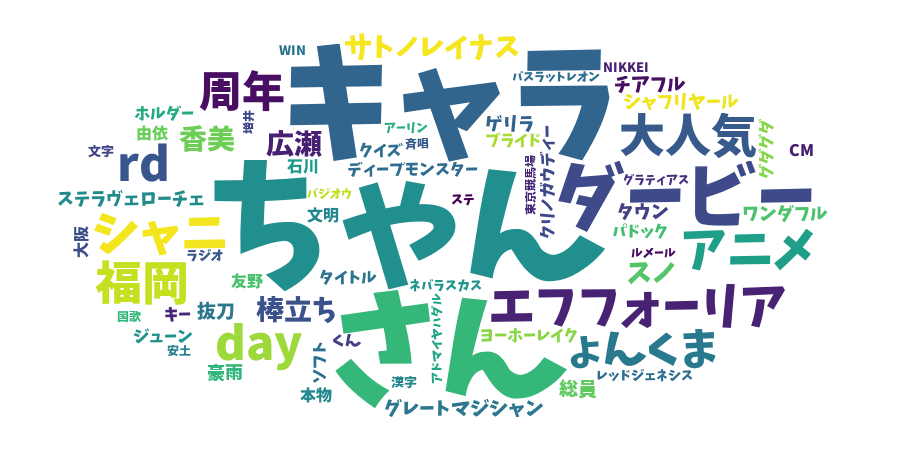 WIN
サトノレイナス
キャラ
バスラットレオン
NIKKEI
チアフル
シャフリヤール
周年
ホルダー
増井
由依
香美
広瀬
アーリン
斉唱
ゲリラ
プライド
大人気
ダグダグ
CM
文字
rd
石川
クイズ
ディープモンスター
東京競馬場
クリノガウディー
ダービー
グラティアス
ステラヴェローチェ
ちゃん
バジオウ
ステ
文明
タウン
ワンダフル
パドック
大阪
シャニ
ラジオ
アニメ
ルメール
スノ
福岡
友野
タイトル
ネバラスカス
エフフォーリア
国歌
キー
抜刀
棒立ち
さん
アドマイヤハダル
ジューン
安土
day
くん
ヨーホーレイク
ょんくま
豪雨
ソフト
レッドジェネシス
本物
漢字
総員
グレートマジシャン